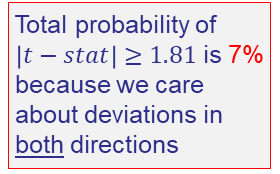 Total probability of
|t − stat| ≥ 1.81 is 7%
because we care
about deviations in
both directions